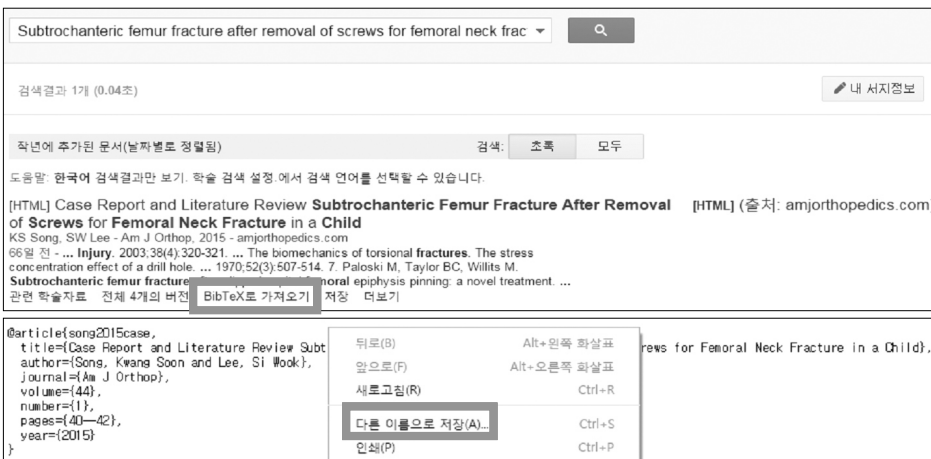 Subtrochanteric femur fracture after removal of screws for femoral neck frac
검색결과 1개 (0.04초)
내 서지정보
작년에 추가된 문서(날짜별로 정렬됨) 검색: 초록 모두
도움말: 한국어 검색결과만 보기. 학술 검색 설정.에서 검색 언어를 선택할 수 있습니다.
[HTML] Case Report and Literature Review Subtrochanteric Femur Fracture After Removal [HTML] (출처: amjorthopedics.com)
of Screws for Femoral Neck Fracture in a Child
KS Song, SW Lee - Am J Orthop, 2015 - amjorthopedics.com
66일 전 - ... Injury. 2003;38(4):320-321. ... The biomechanics of torsional fractures. The stress
concentration effect of a drill hole. ... 1970;52(3):507-514. 7. Paloski M, Taylor BC, Willits M.
Subtrochanteric femur fracture epiphysis pinning: a novel treatment. ...
관련 학술자료 전체 4개의 버전 BibTeX로 가져오기 저장 더보기
@article{song2015case,
title={Case Report and Literature Review Subt rews for Femoral Neck Fracture in a Child},
author={Song, Kwang Soon and Lee, Si Wook},
journal={Am J Orthop},
volume={44},
number={1},
pages={40--42},
year={2015}
}
뒤로(B) Alt+왼쪽 화살표
앞으로(F) Alt+오른쪽 화살표
새로고침(R) Ctrl+R
다른 이름으로 저장(A)... Ctrl+S
인쇄(P) Ctrl+P